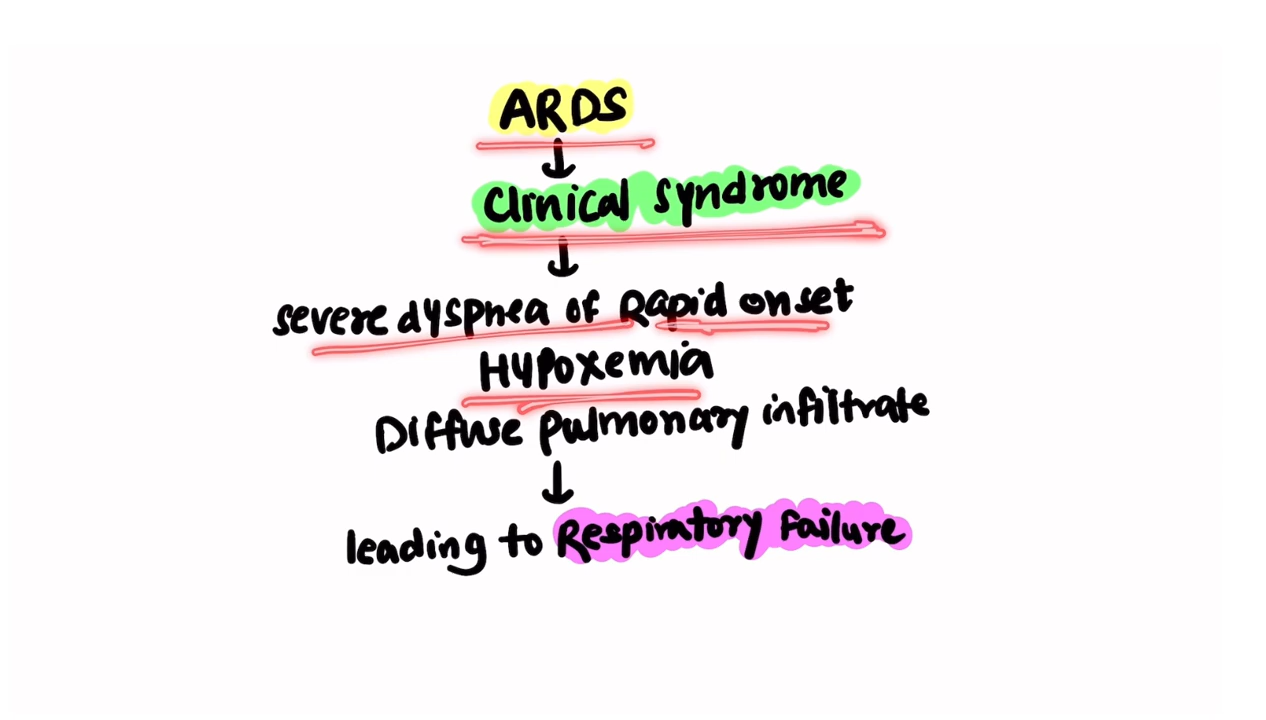 ARDS
Clinical Syndrome
severe dyspnea of Rapid onset
Hypoxemia
Diffuse pulmonary infiltrate
leading to Respiratory Failure